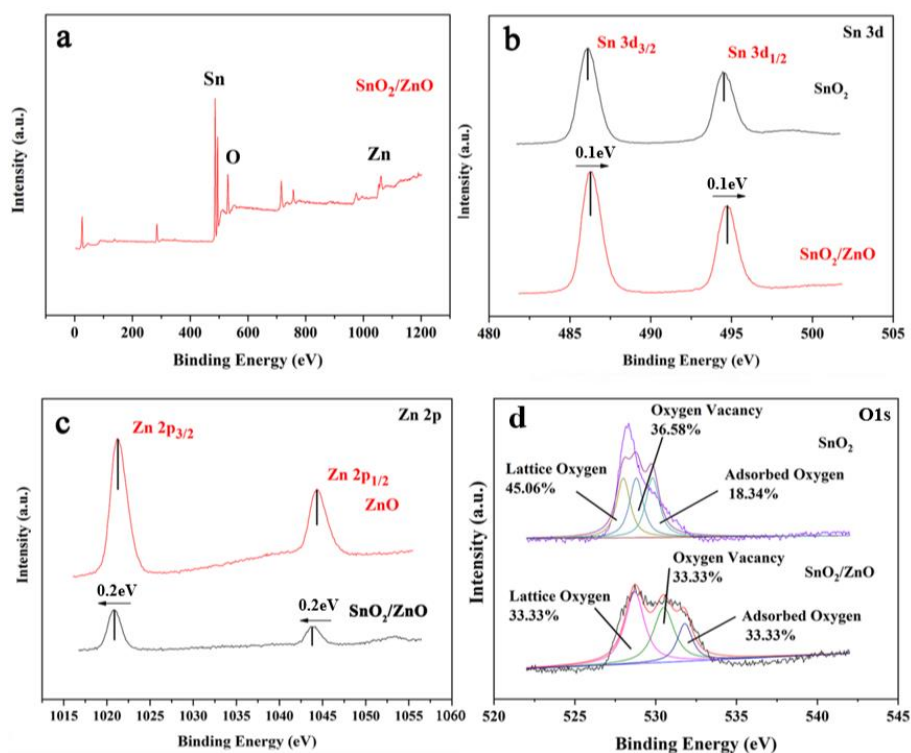 a
Sn
SnO₂/ZnO
O
Zn
Intensity (a.u.)
0 200 400 600 800 1000 1200
Binding Energy (eV)
b
Sn 3d
Sn 3d3/2
Sn 3d1/2
SnO₂
0.1eV
0.1eV
SnO₂/ZnO
Intensity (a.u.)
480 485 490 495 500 505
Binding Energy (eV)
c
Zn 2p
Zn 2p3/2
Zn 2p1/2
ZnO
0.2eV
0.2eV
SnO₂/ZnO
Intensity (a.u.)
1015 1020 1025 1030 1035 1040 1045 1050 1055 1060
Binding Energy (eV)
d
O1s
Oxygen Vacancy
36.58%
SnO₂
Lattice Oxygen
45.06%
Adsorbed Oxygen
18.34%
Oxygen Vacancy
33.33%
SnO₂/ZnO
Lattice Oxygen
33.33%
Adsorbed Oxygen
33.33%
Intensity (a.u.)
520 525 530 535 540 545
Binding Energy (eV)